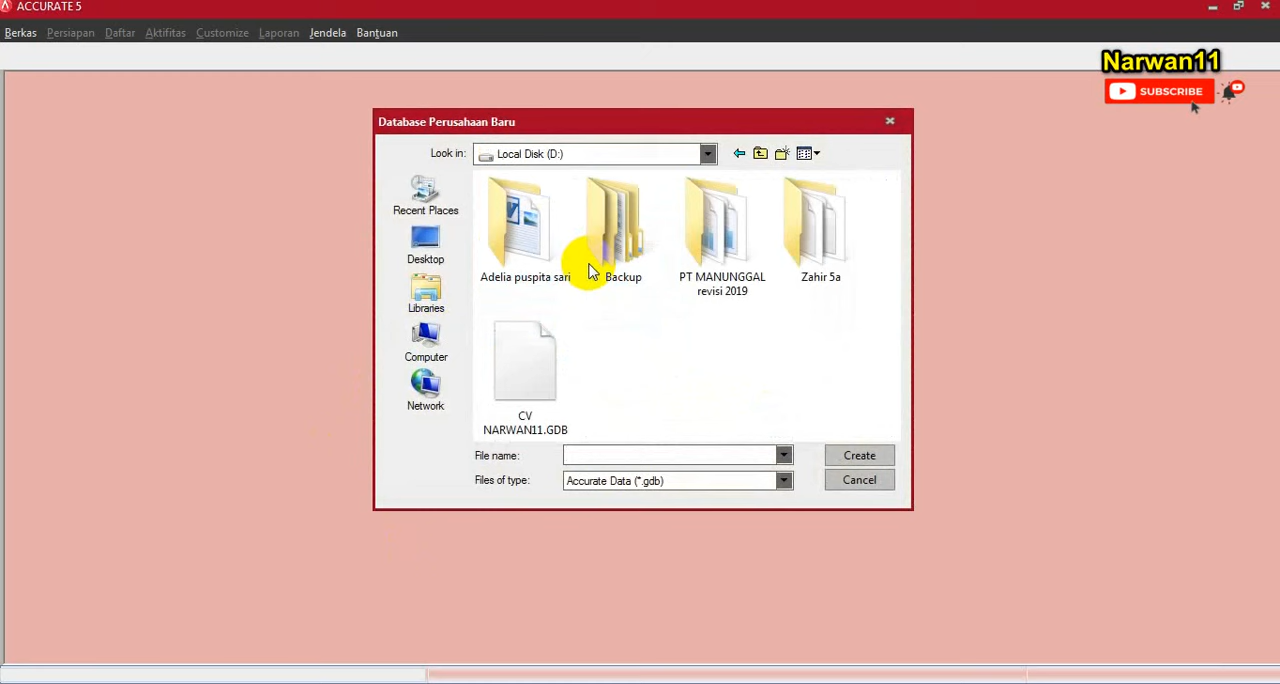 ACCURATE 5
Berkas Persiapan Daftar Aktifitas Customize Laporan Jendela Bantuan
Narwan11
SUBSCRIBE
Database Perusahaan Baru
Look in: Local Disk (D:)
Recent Places
Desktop
Libraries
Computer
Network
Adelia puspita sari
Backup
PT MANUNGGAL
revisi 2019
Zahir 5a
CV
NARWAN11.GDB
File name:
Create
Files of type: Accurate Data (*.gdb)
Cancel